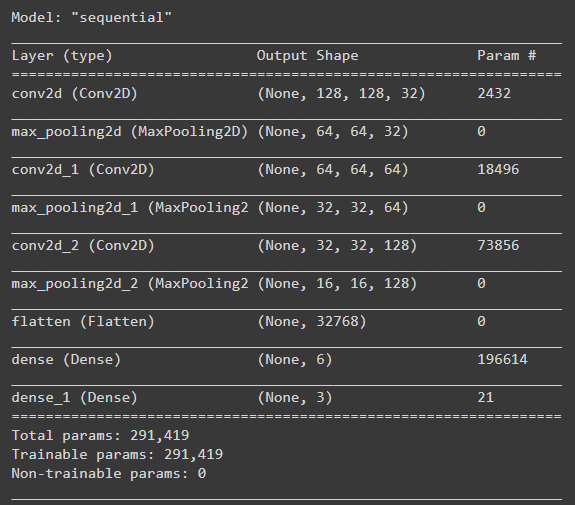 Model: "sequential"
_________________________________________________________________
Layer (type)                 Output Shape              Param #
=================================================================
conv2d (Conv2D)              (None, 128, 128, 32)      2432
_________________________________________________________________
max_pooling2d (MaxPooling2D) (None, 64, 64, 32)        0
_________________________________________________________________
conv2d_1 (Conv2D)            (None, 64, 64, 64)        18496
_________________________________________________________________
max_pooling2d_1 (MaxPooling2 (None, 32, 32, 64)        0
_________________________________________________________________
conv2d_2 (Conv2D)            (None, 32, 32, 128)       73856
_________________________________________________________________
max_pooling2d_2 (MaxPooling2 (None, 16, 16, 128)       0
_________________________________________________________________
flatten (Flatten)            (None, 32768)             0
_________________________________________________________________
dense (Dense)                (None, 6)                 196614
_________________________________________________________________
dense_1 (Dense)              (None, 3)                 21
=================================================================
Total params: 291,419
Trainable params: 291,419
Non-trainable params: 0
_________________________________________________________________